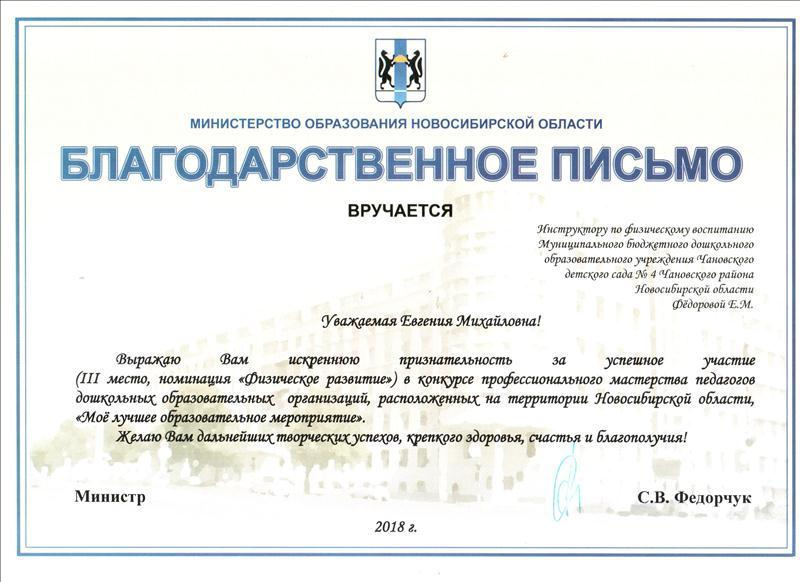 МИНИСТЕРСТВО ОБРАЗОВАНИЯ НОВОСИБИРСКОЙ ОБЛАСТИ
БЛАГОДАРСТВЕННОЕ ПИСЬМО
ВРУЧАЕТСЯ
Инструктору по физическому воспитанию
Муниципального бюджетного дошкольного
образовательного учреждения Чановского
детского сада № 4 Чановского района
Новосибирской области
Фёдоровой Е.М.
Уважаемая Евгения Михайловна!
Выражаю Вам искреннюю признательность за успешное участие
(III место, номинация «Физическое развитие») в конкурсе профессионального мастерства педагогов
дошкольных образовательных организаций, расположенных на территории Новосибирской области,
«Моё лучшее образовательное мероприятие».
Желаю Вам дальнейших творческих успехов, крепкого здоровья, счастья и благополучия!
Министр С.В. Федорчук
2018 г.